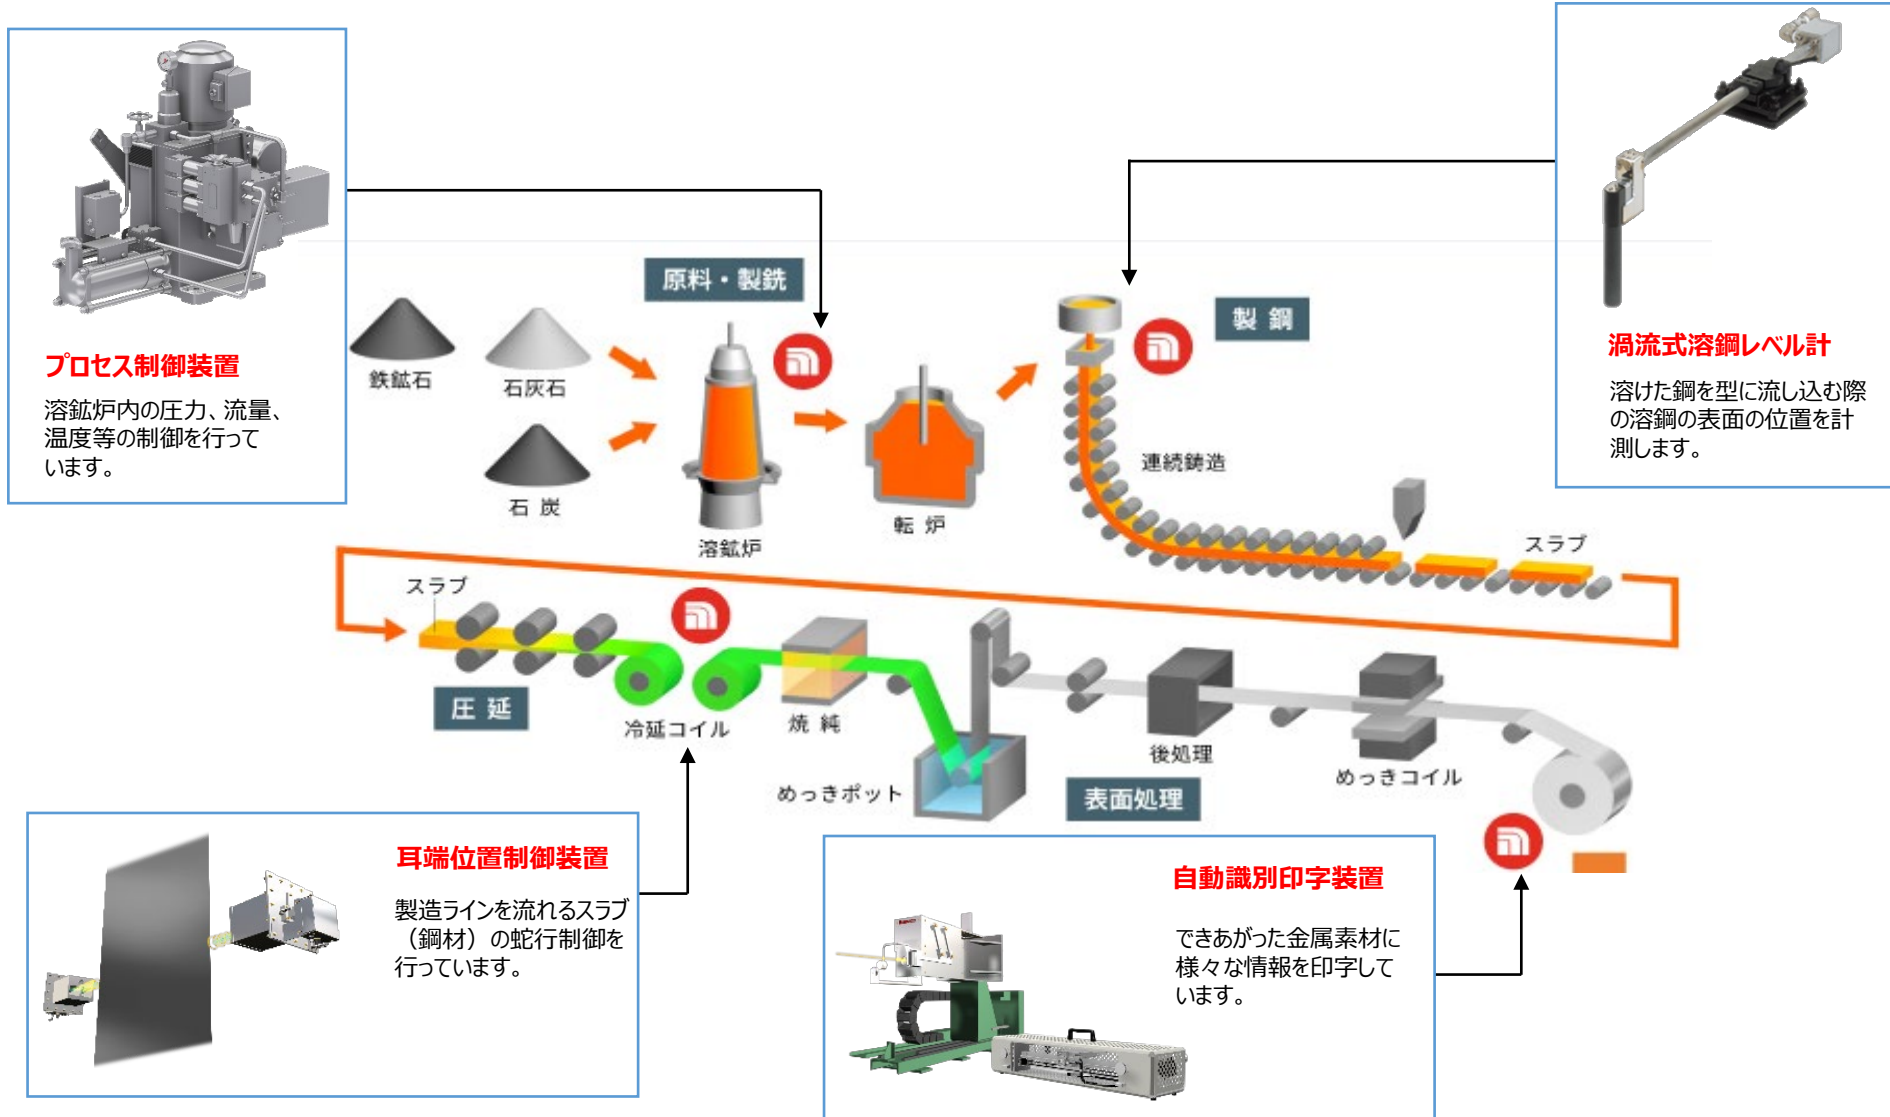 プロセス制御装置
溶鉱炉内の圧力、流量、
温度等の制御を行って
います。
渦流式溶鋼レベル計
溶けた鋼を型に流し込む際
の溶鋼の表面の位置を計
測します。
原料・製銑
製 鋼
鉄鉱石
石灰石
石 炭
溶鉱炉
転 炉
連続鋳造
スラブ
スラブ
圧 延
冷延コイル
焼 純
めっきポット
表面処理
後処理
めっきコイル
耳端位置制御装置
製造ラインを流れるスラブ
（鋼材）の蛇行制御を
行っています。
自動識別印字装置
できあがった金属素材に
様々な情報を印字して
います。